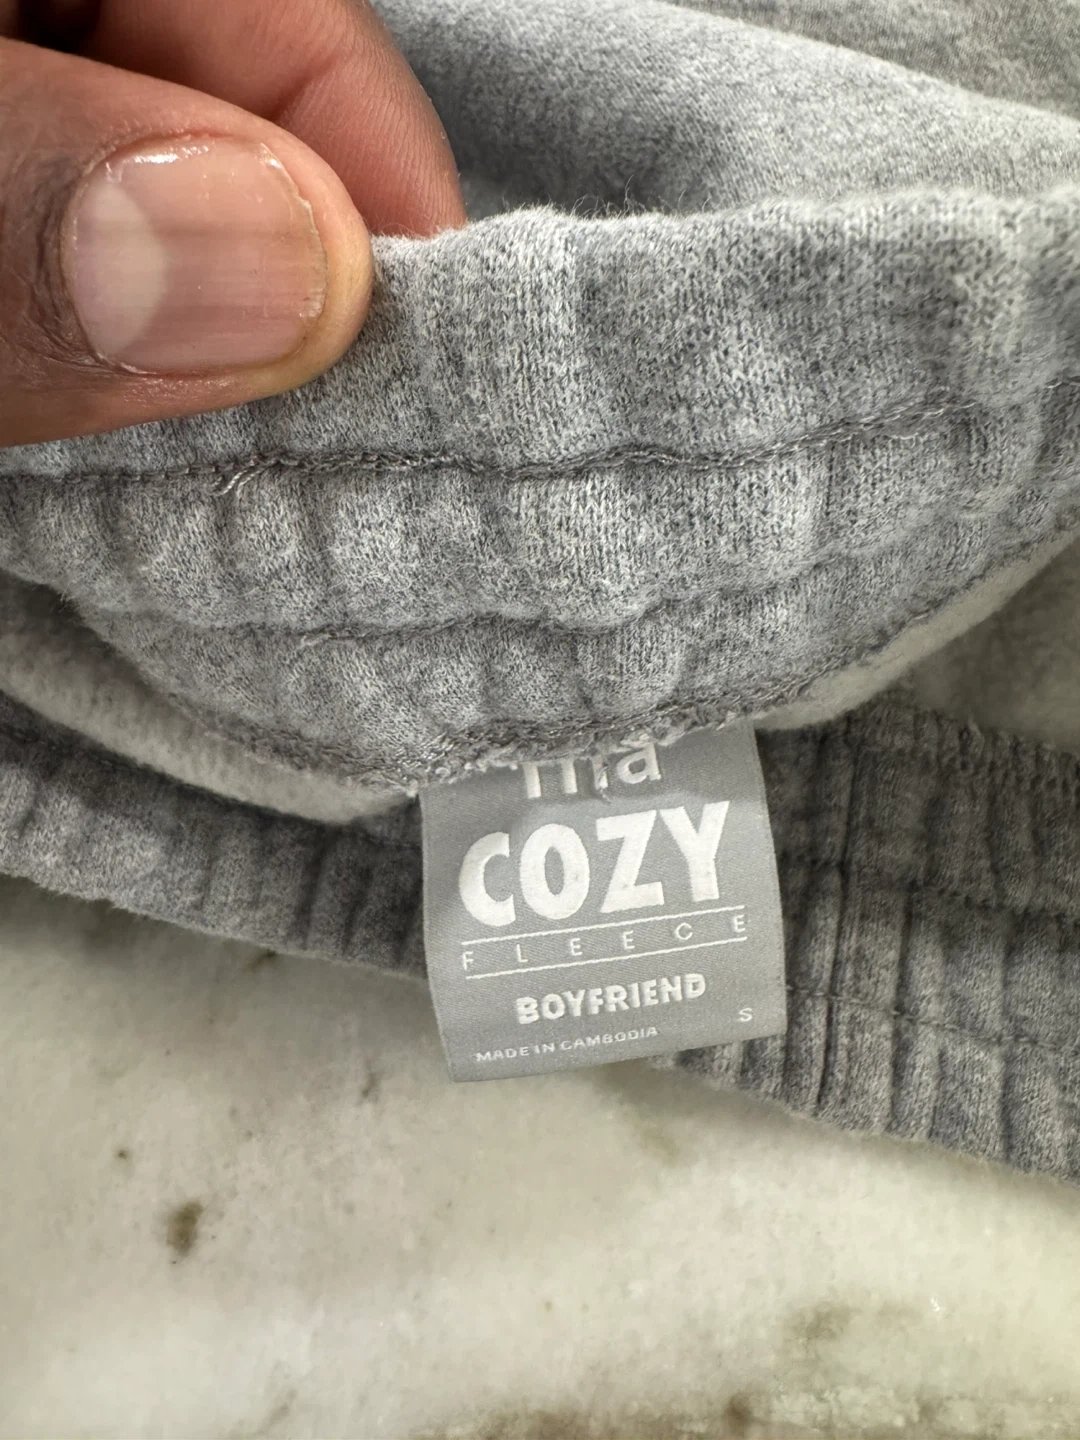 COZY
FLEECE
BOYFRIEND
S
MADE IN CAMBODIA